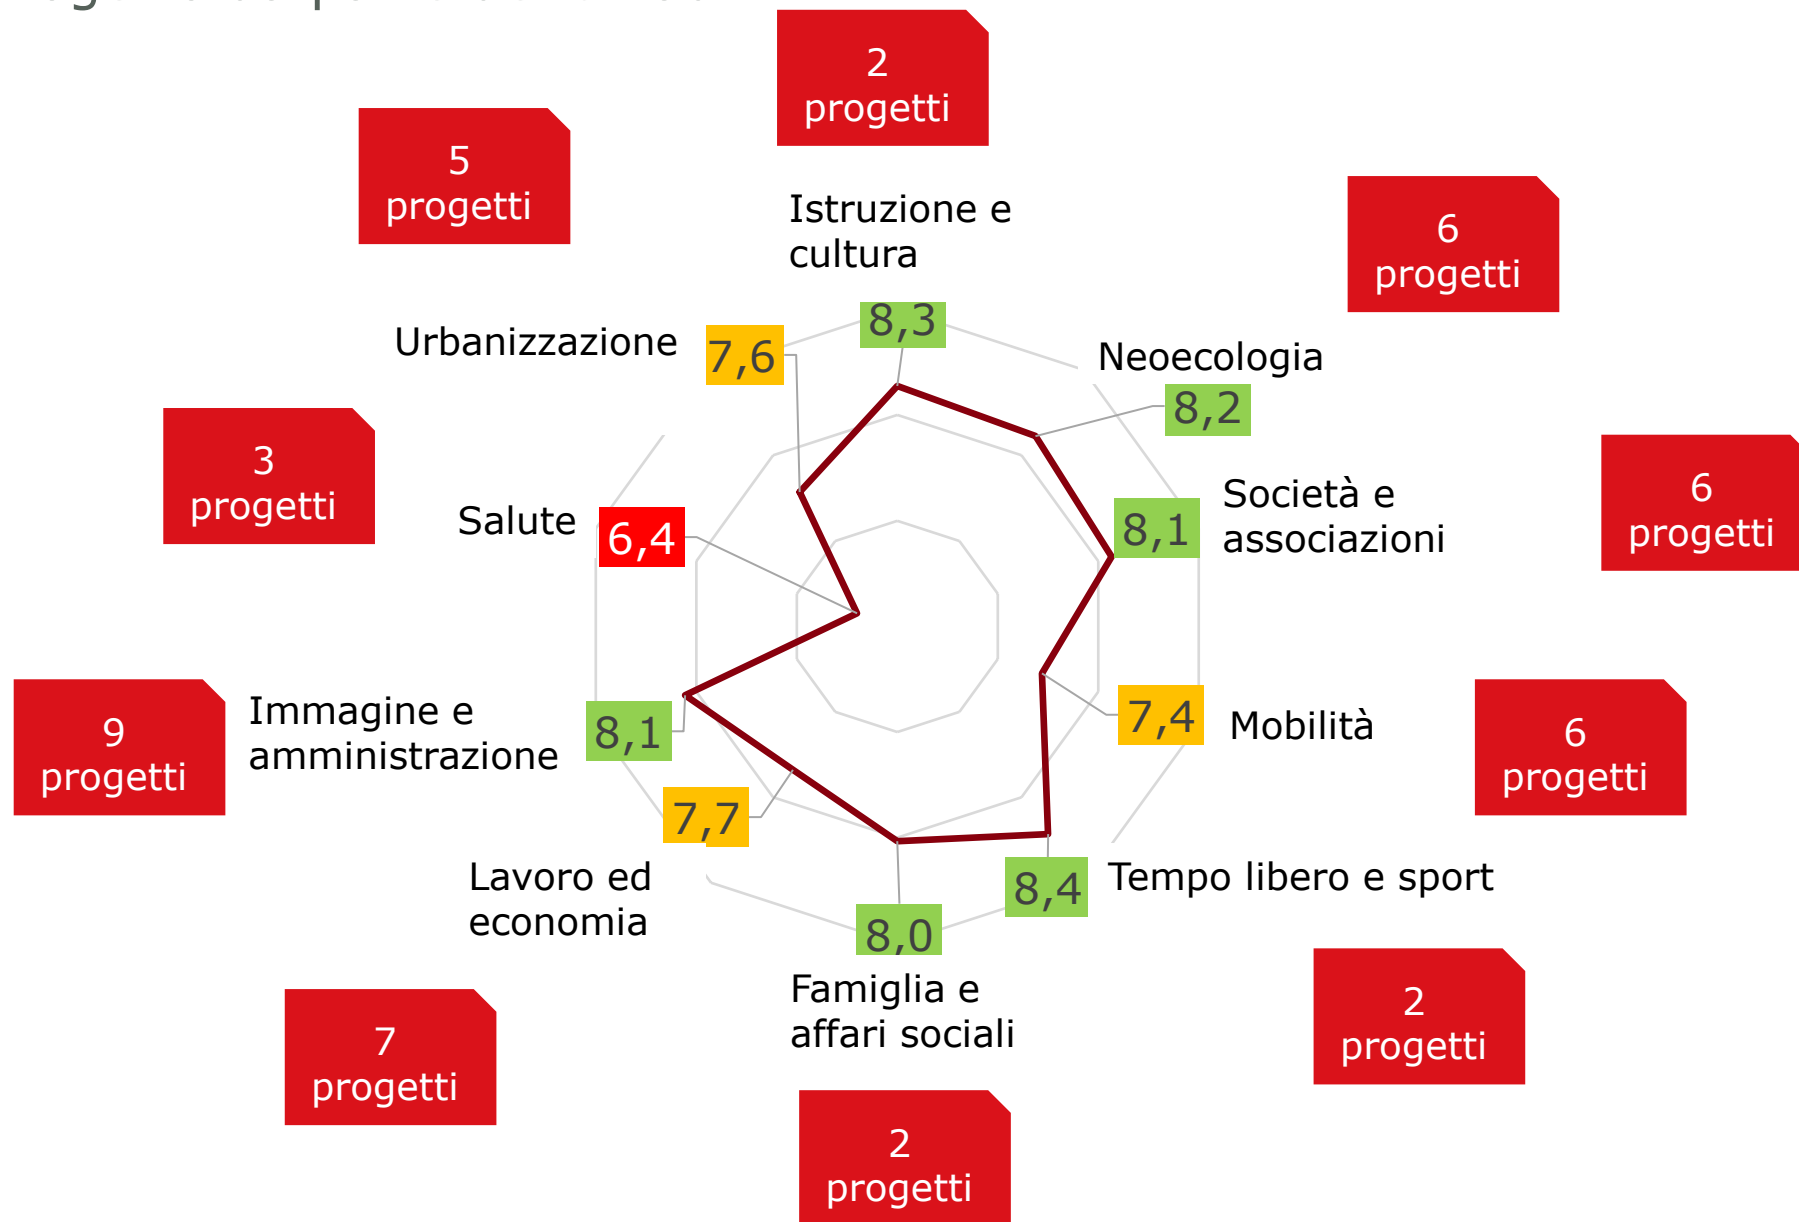 2
progetti
5
progetti
Istruzione e
cultura
6
progetti
8,3
Urbanizzazione
7,6
Neoecologia
8,2
3
progetti
6
progetti
Salute
6,4
Società e
associazioni
8,1
9
progetti
Immagine e
amministrazione
8,1
7,4
Mobilità
6
progetti
7,7
Lavoro ed
economia
8,4
Tempo libero e sport
8,0
Famiglia e
affari sociali
2
progetti
7
progetti
2
progetti